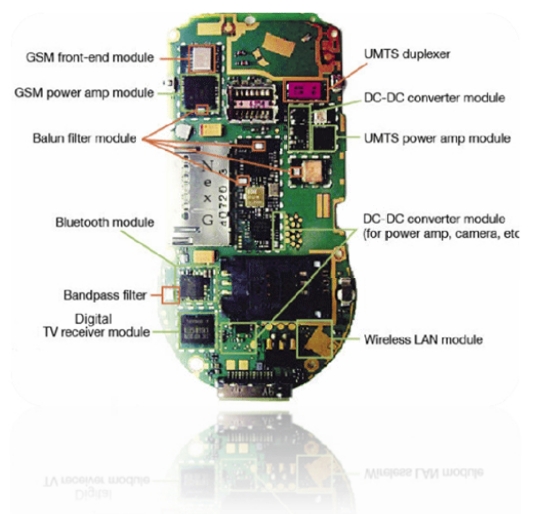 GSM front-end module
UMTS duplexer
GSM power amp module
DC-DC converter module
Balun filter module
UMTS power amp module
NexG
Bluetooth module
DC-DC converter module
(for power amp, camera, etc
Bandpass filter
Digital
TV receiver module
Wireless LAN module